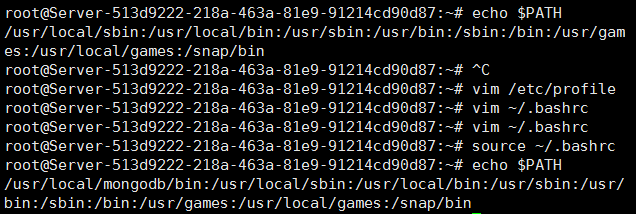 root@Server-513d9222-218a-463a-81e9-91214cd90d87:~# echo $PATH
/usr/local/sbin:/usr/local/bin:/usr/sbin:/usr/bin:/sbin:/bin:/usr/gam
es:/usr/local/games:/snap/bin
root@Server-513d9222-218a-463a-81e9-91214cd90d87:~# ^C
root@Server-513d9222-218a-463a-81e9-91214cd90d87:~# vim /etc/profile
root@Server-513d9222-218a-463a-81e9-91214cd90d87:~# vim ~/.bashrc
root@Server-513d9222-218a-463a-81e9-91214cd90d87:~# vim ~/.bashrc
root@Server-513d9222-218a-463a-81e9-91214cd90d87:~# source ~/.bashrc
root@Server-513d9222-218a-463a-81e9-91214cd90d87:~# echo $PATH
/usr/local/mongodb/bin:/usr/local/sbin:/usr/local/bin:/usr/sbin:/usr/
bin:/sbin:/bin:/usr/games:/usr/local/games:/snap/bin